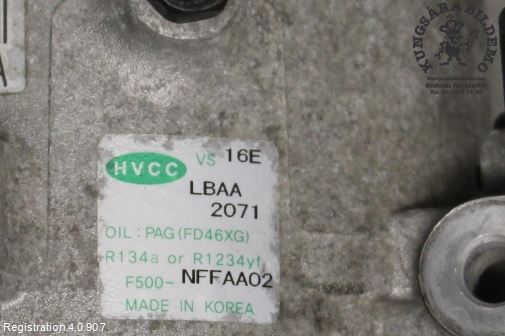 KUNGSÄRA BILDEMO
HVCC VS 16E
LBAA
2071
OIL: PAG(FD46XG)
R134a or R1234yf
F500-NFFAA02
MADE IN KOREA
Registration 4.0.907